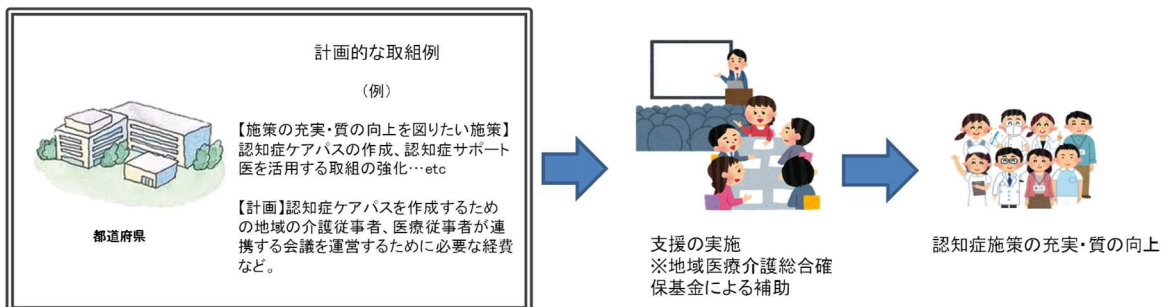 計画的な取組例
（例）
【施策の充実・質の向上を図りたい施策】
認知症ケアパスの作成、認知症サポート
医を活用する取組の強化…etc
【計画】認知症ケアパスを作成するため
の地域の介護従事者、医療従事者が連
携する会議を運営するために必要な経費
など。
都道府県
支援の実施
※地域医療介護総合確
保基金による補助
認知症施策の充実・質の向上